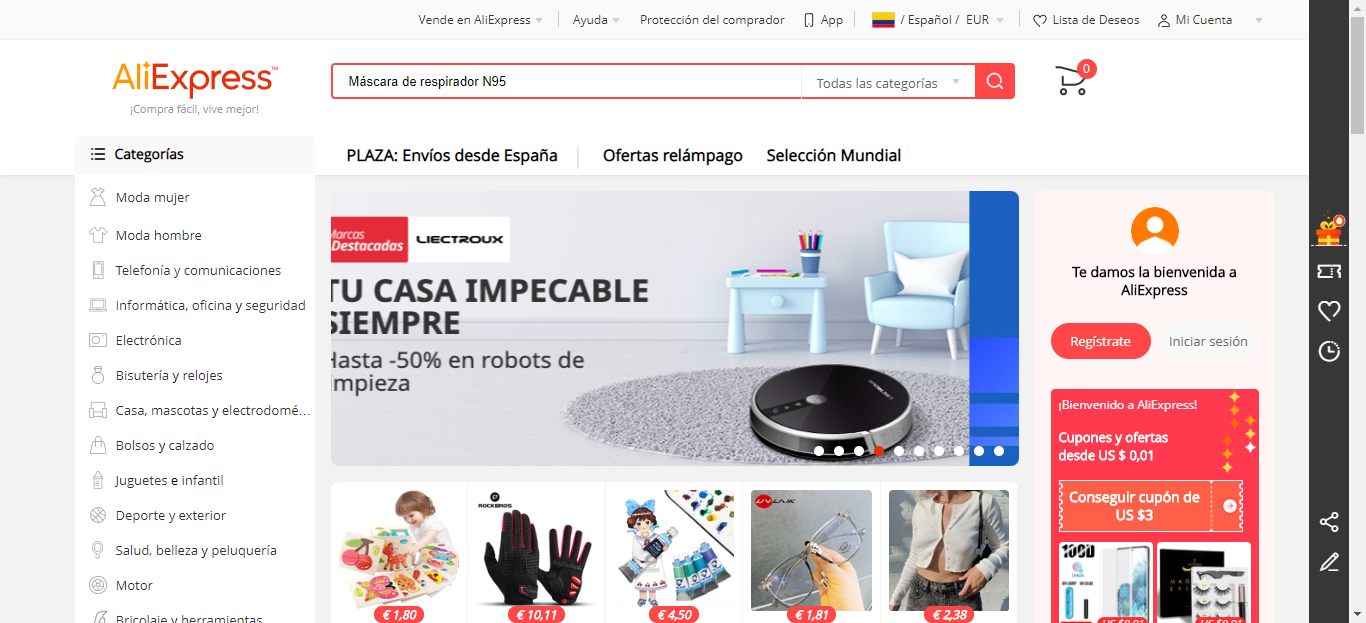 Vende en AliExpress
Ayuda
Protección del comprador
App
/ Español / EUR
Lista de Deseos
Mi Cuenta
AliExpress™
¡Compra fácil, vive mejor!
Máscara de respirador N95
Todas las categorías
0
Categorías
PLAZA: Envíos desde España
Ofertas relámpago
Selección Mundial
Moda mujer
Moda hombre
Telefonía y comunicaciones
Informática, oficina y seguridad
Electrónica
Bisutería y relojes
Casa, mascotas y electrodomé...
Bolsos y calzado
Juguetes e infantil
Deporte y exterior
Salud, belleza y peluquería
Motor
Bricolaje y herramientas
Marcas
Destacadas
LIECTROUX
TU CASA IMPECABLE
SIEMPRE
Hasta -50% en robots de
limpieza
ROCKBROS
UVLAIK
€ 1,80
€ 10,11
€ 4,50
€ 1,81
€ 2,38
Te damos la bienvenida a
AliExpress
Regístrate
Iniciar sesión
¡Bienvenido a AliExpress!
Cupones y ofertas
desde US $ 0,01
Conseguir cupón de
US $3
US $0,01
US $0,01